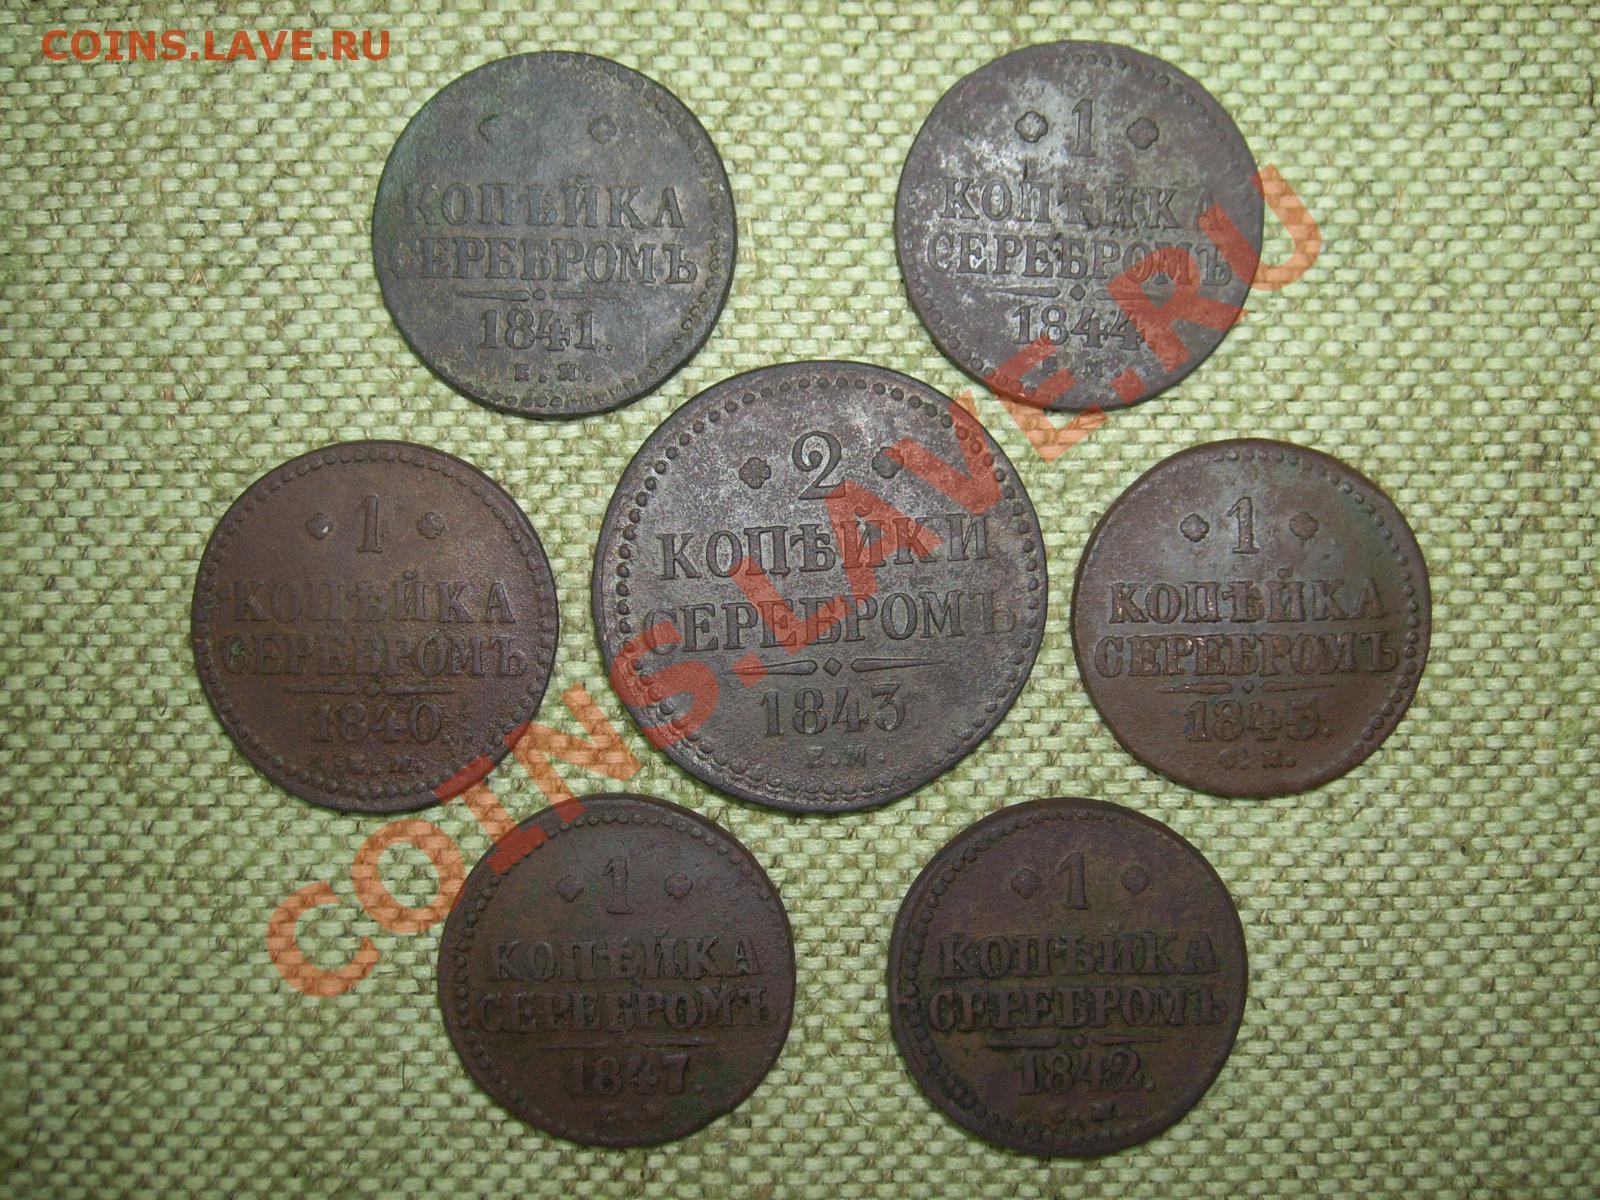 COINS.LAVE.RU
КОПѢЙКА
СЕРЕБРОМЪ
1841.
Е.М.
1
КОПѢЙКА
СЕРЕБРОМЪ
1844
М.
1
КОПѢЙКА
СЕРЕБРОМЪ
1840.
2
КОПѢЙКИ
СЕРЕБРОМЪ
1843
Е.М.
1
КОПѢЙКА
СЕРЕБРОМЪ
1845.
С.М.
1
КОПѢЙКА
СЕРЕБРОМЪ
1847.
1
КОПѢЙКА
СЕРЕБРОМЪ
1842.
COINS.LAVE.RU